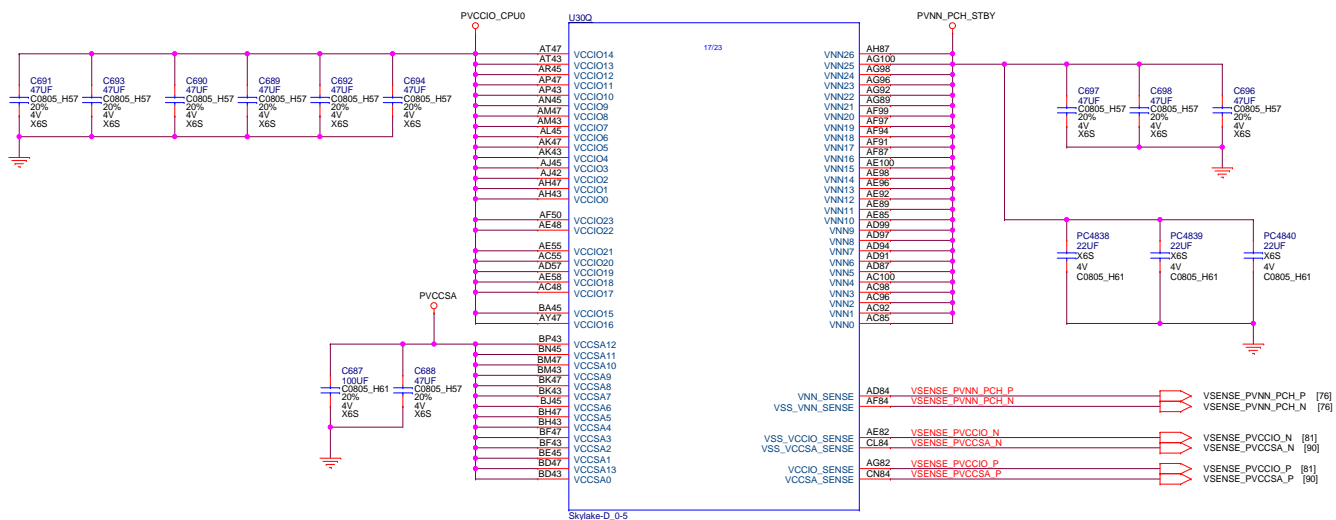 PVCCIO_CPU0
U30Q
PVNN_PCH_STBY
17/23
C691
47UF
C0805_H57
20%
4V
X6S
C693
47UF
C0805_H57
20%
4V
X6S
C690
47UF
C0805_H57
20%
4V
X6S
C689
47UF
C0805_H57
20%
4V
X6S
C692
47UF
C0805_H57
20%
4V
X6S
C694
47UF
C0805_H57
20%
4V
X6S
AT47 VCCIO14
AT43 VCCIO13
AR45 VCCIO12
AP47 VCCIO11
AP43 VCCIO10
AN45 VCCIO9
AM47 VCCIO8
AM43 VCCIO7
AL45 VCCIO6
AK47 VCCIO5
AK43 VCCIO4
AJ45 VCCIO3
AJ42 VCCIO2
AH47 VCCIO1
AH43 VCCIO0
AF50 VCCIO23
AE48 VCCIO22
AE55 VCCIO21
AC55 VCCIO20
AD57 VCCIO19
AE58 VCCIO18
AC48 VCCIO17
BA45 VCCIO15
AY47 VCCIO16
PVCCSA
C687
100UF
C0805_H61
20%
4V
X6S
C688
47UF
C0805_H57
20%
4V
X6S
BP43 VCCSA12
BN45 VCCSA11
BM47 VCCSA10
BM43 VCCSA9
BK47 VCCSA8
BK43 VCCSA7
BJ45 VCCSA6
BH47 VCCSA5
BH43 VCCSA4
BF47 VCCSA3
BF43 VCCSA2
BE45 VCCSA1
BD47 VCCSA13
BD43 VCCSA0
VNN26 AH87
VNN25 AG100
VNN24 AG98
VNN23 AG96
VNN22 AG92
VNN21 AG89
VNN20 AF99
VNN19 AF97
VNN18 AF94
VNN17 AF91
VNN16 AF87
VNN15 AE100
VNN14 AE98
VNN13 AE96
VNN12 AE92
VNN11 AE89
VNN10 AE85
VNN9 AD99
VNN8 AD97
VNN7 AD94
VNN6 AD91
VNN5 AD87
VNN4 AC100
VNN3 AC98
VNN2 AC96
VNN1 AC92
VNN0 AC85
C697
47UF
C0805_H57
20%
4V
X6S
C698
47UF
C0805_H57
20%
4V
X6S
C696
47UF
C0805_H57
20%
4V
X6S
PC4838
22UF
X6S
4V
C0805_H61
PC4839
22UF
X6S
4V
C0805_H61
PC4840
22UF
X6S
4V
C0805_H61
VNN_SENSE AD84 VSENSE_PVNN_PCH_P VSENSE_PVNN_PCH_P [76]
VSS_VNN_SENSE AF84 VSENSE_PVNN_PCH_N VSENSE_PVNN_PCH_N [76]
VSS_VCCIO_SENSE AE82 VSENSE_PVCCIO_N VSENSE_PVCCIO_N [81]
VSS_VCCSA_SENSE CL84 VSENSE_PVCCSA_N VSENSE_PVCCSA_N [90]
VCCIO_SENSE AG82 VSENSE_PVCCIO_P VSENSE_PVCCIO_P [81]
VCCSA_SENSE CN84 VSENSE_PVCCSA_P VSENSE_PVCCSA_P [90]
Skylake-D_0-5